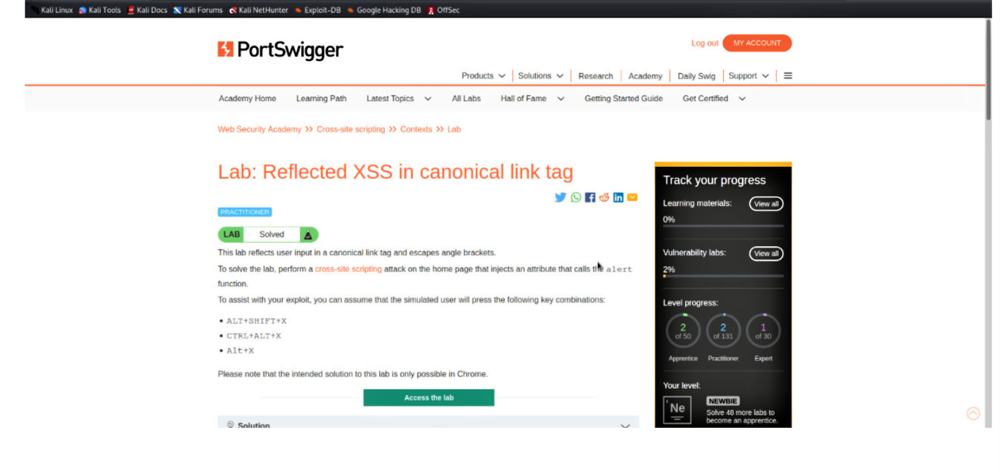 Kali Linux Kali Tools Kali Docs Kali Forums Kali NetHunter Exploit-DB Google Hacking DB OffSec
PortSwigger
Log out MY ACCOUNT
Products Solutions Research Academy Daily Swig Support
Academy Home Learning Path Latest Topics All Labs Hall of Fame Getting Started Guide Get Certified
Web Security Academy >> Cross-site scripting >> Contexts >> Lab
Lab: Reflected XSS in canonical link tag
PRACTITIONER
LAB Solved
This lab reflects user input in a canonical link tag and escapes angle brackets.
To solve the lab, perform a cross-site scripting attack on the home page that injects an attribute that calls the alert
function.
To assist with your exploit, you can assume that the simulated user will press the following key combinations:
• ALT+SHIFT+X
• CTRL+ALT+X
• Alt+X
Please note that the intended solution to this lab is only possible in Chrome.
Access the lab
Solution
Track your progress
Learning materials: View all
0%
Vulnerability labs: View all
2%
Level progress:
2 of 50
2 of 131
1 of 30
Apprentice Practitioner Expert
Your level:
Ne
NEWBIE
Solve 48 more labs to
become an apprentice.